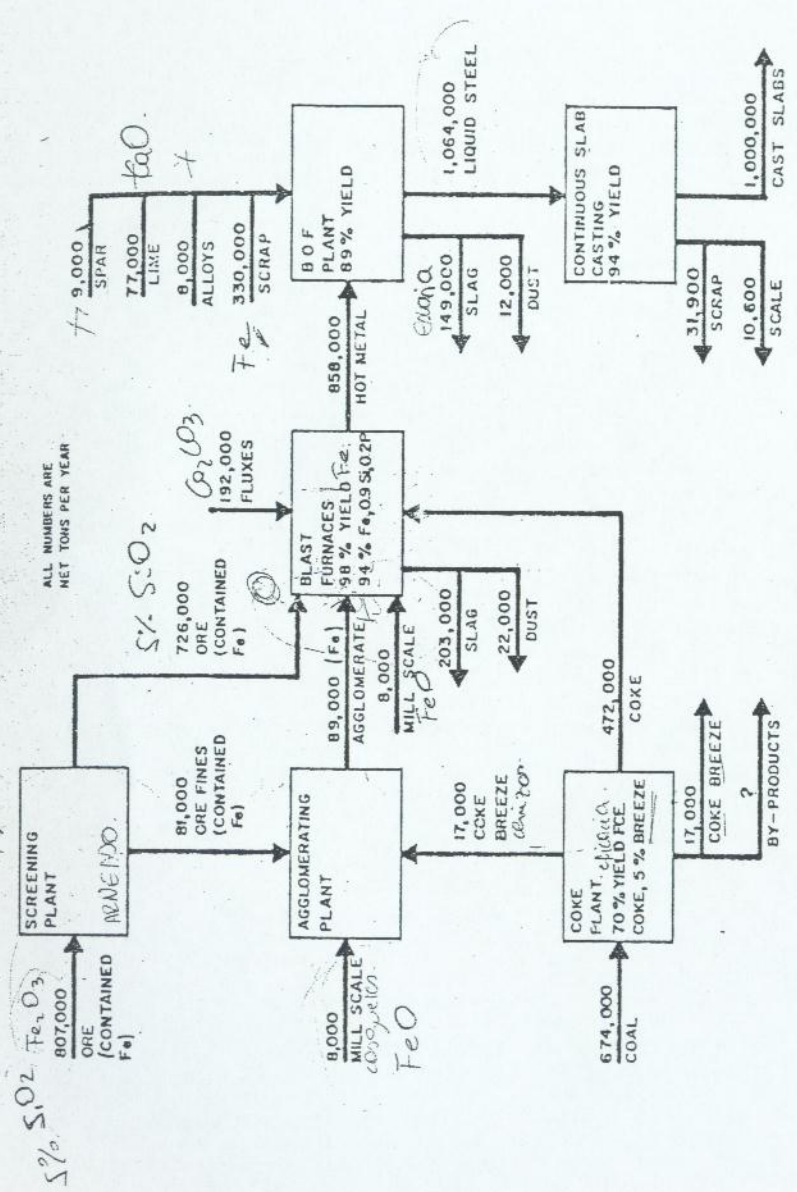 ALL NUMBERS ARE
NET TONS PER YEAR
5% SiO2 Fe2O3
807,000
ORE
(CONTAINED
Fe)
SCREENING
PLANT
ARNEADO.
5% SiO2
726,000
ORE
(CONTAINED
Fe)
81,000
ORE FINES
(CONTAINED
Fe)
8,000
MILL SCALE
FeO
AGGLOMERATING
PLANT
89,000 (Fe)
AGGLOMERATE
8,000
MILL SCALE
FeO
17,000
COKE
BREEZE
674,000
COAL
COKE
PLANT.
70% YIELD FCE.
COKE, 5% BREEZE
17,000
COKE BREEZE
?
BY-PRODUCTS
472,000
COKE
192,000
FLUXES
BLAST
FURNACES
98% YIELD Fe.
94% Fe, 0.9 Si, 0.2P
203,000
SLAG
22,000
DUST
858,000
HOT METAL
9,000
SPAR
77,000
LIME
8,000
ALLOYS
330,000
SCRAP
Fe
BOF
PLANT
89% YIELD
149,000
SLAG
12,000
DUST
1,064,000
LIQUID STEEL
CONTINUOUS SLAB
CASTING
94% YIELD
31,900
SCRAP
10,600
SCALE
1,000,000
CAST SLABS